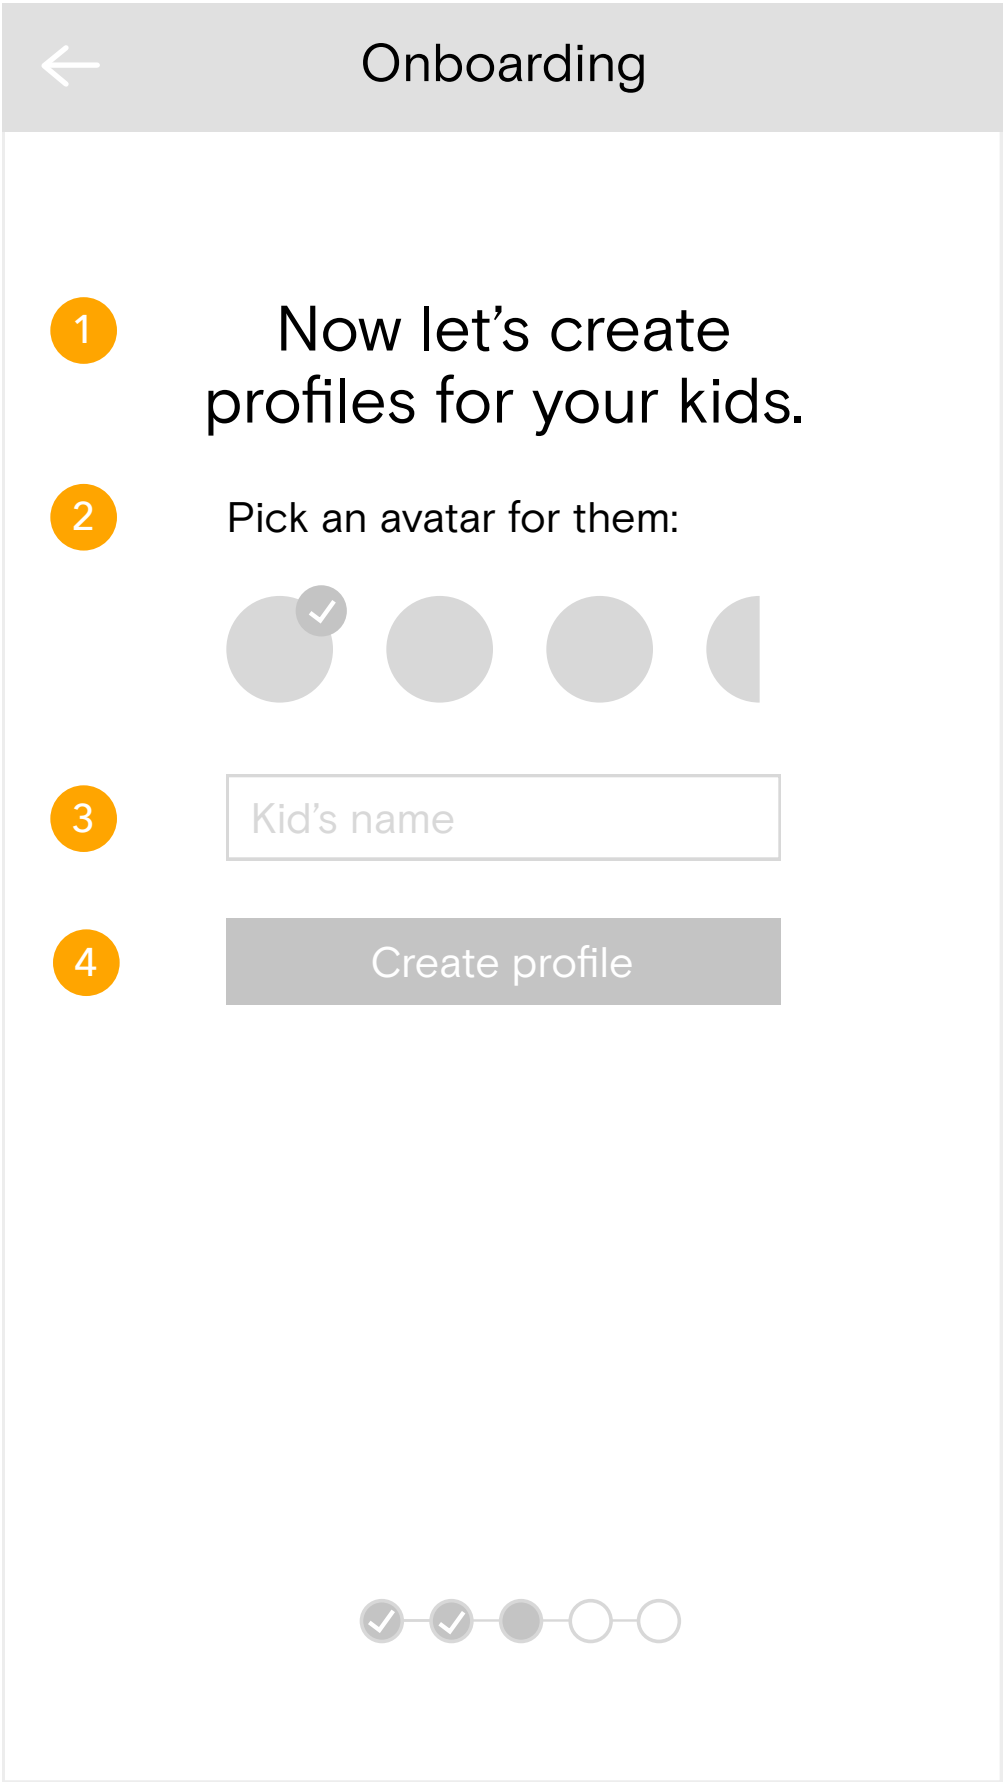 Onboarding
1
Now let’s create
profiles for your kids.
2
Pick an avatar for them:
3
Kid’s name
4
Create profile